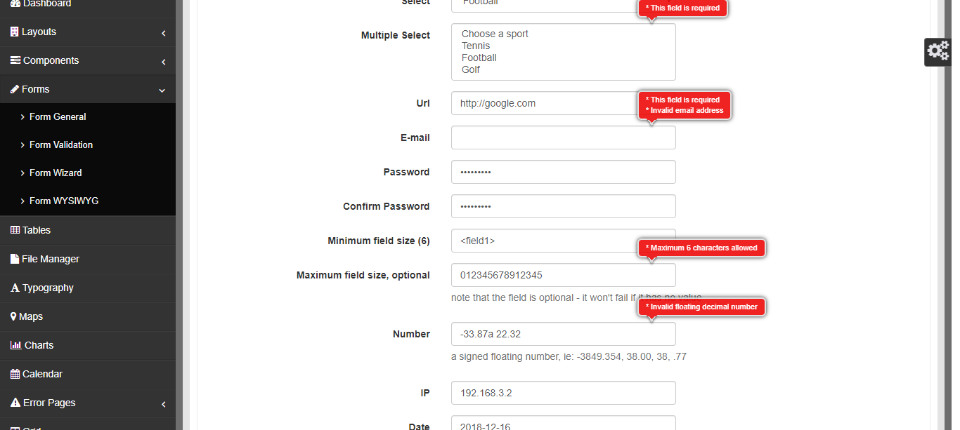 Dashboard
Layouts
Components
Forms
Form General
Form Validation
Form Wizard
Form WYSIWYG
Tables
File Manager
Typography
Maps
Charts
Calendar
Error Pages
Grid
Select Football
* This field is required
Multiple Select
Choose a sport
Tennis
Football
Golf
Url http://google.com
* This field is required
* Invalid email address
E-mail
Password •••••••••
Confirm Password •••••••••
Minimum field size (6) <field1>
* Maximum 6 characters allowed
Maximum field size, optional 012345678912345
note that the field is optional - it won't fail if it has no value
* Invalid floating decimal number
Number -33.87a 22.32
a signed floating number, ie: -3849.354, 38.00, 38, .77
IP 192.168.3.2
Date 2018-12-16